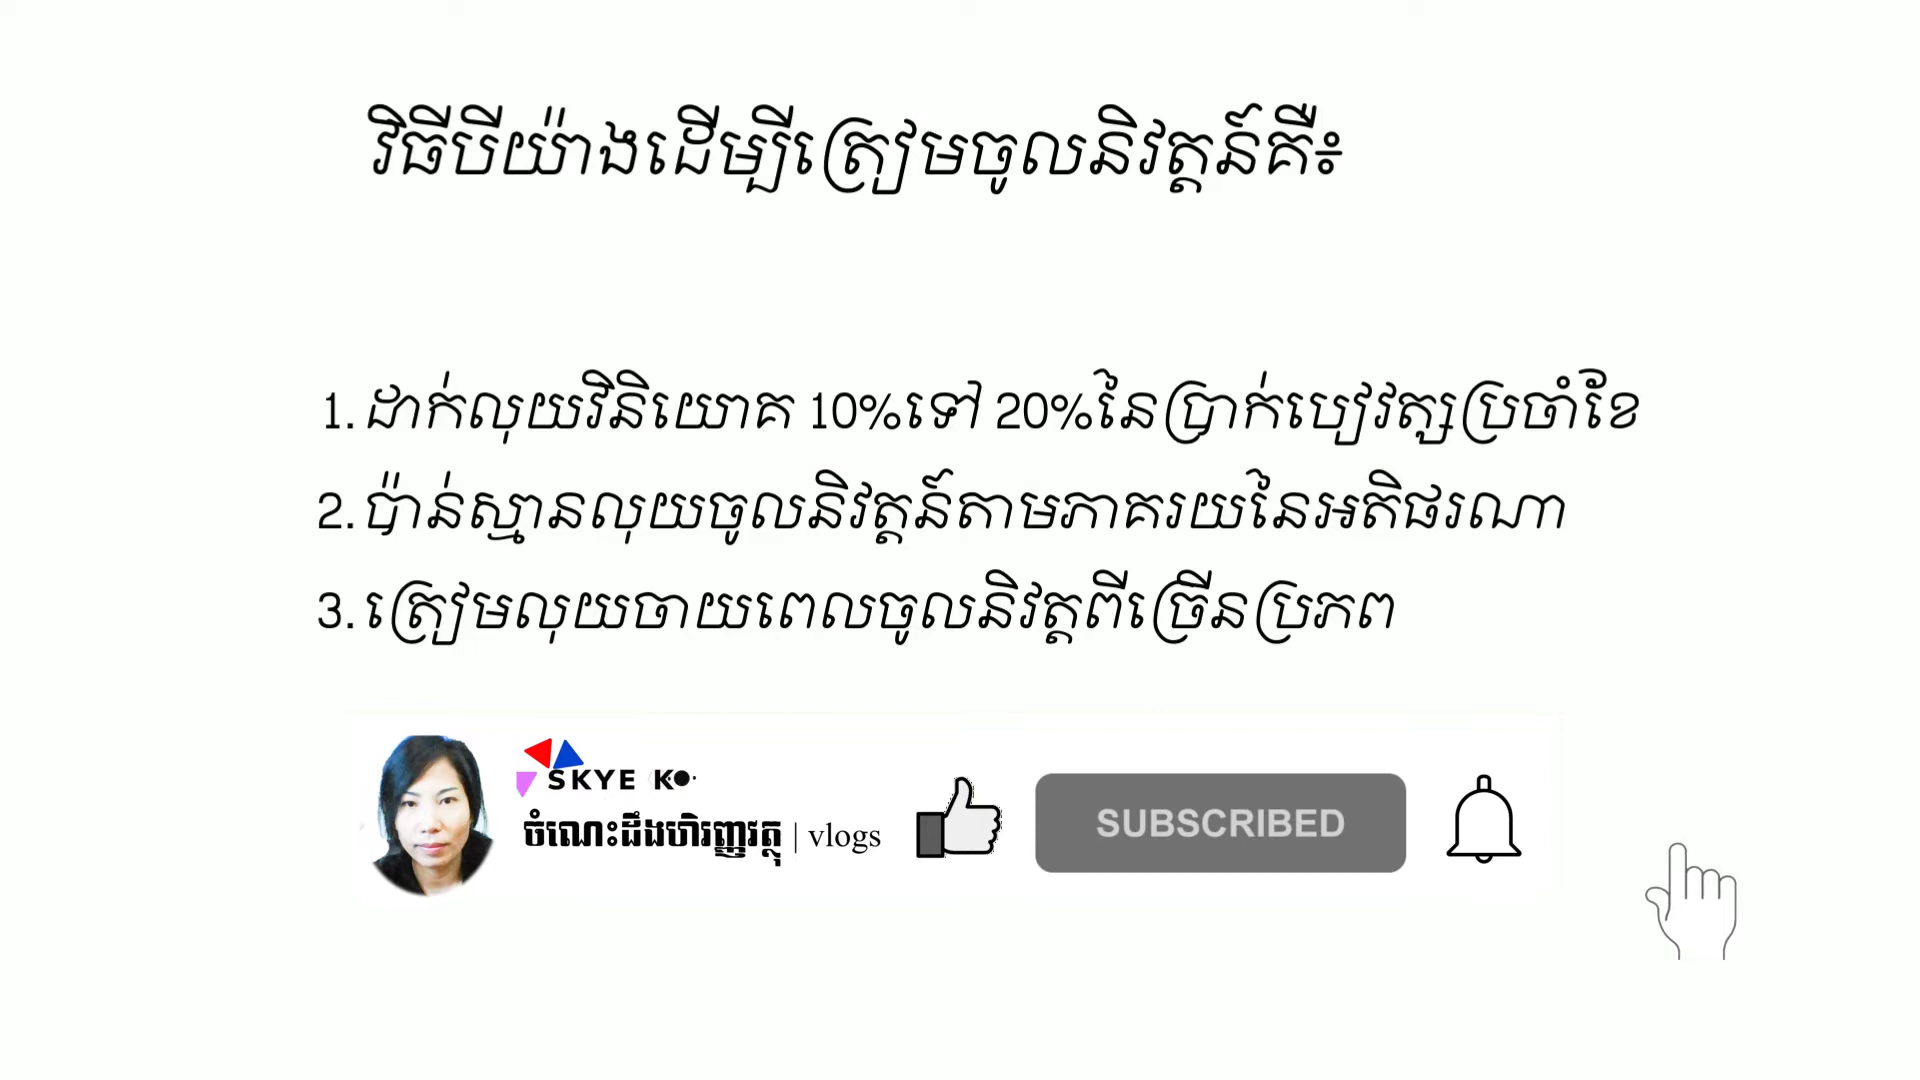 វិធីបីយ៉ាងដើម្បីត្រៀមចូលនិវត្តន៍គឺ៖
1. ដាក់លុយវិនិយោគ 10%ទៅ 20%នៃប្រាក់បៀវត្សប្រចាំខែ
2. ប៉ាន់ស្មានលុយចូលនិវត្តន៍តាមភាគរយនៃអតិផរណា
3. ត្រៀមលុយចាយពេលចូលនិវត្តពីច្រើនប្រភព
SKYE
ចំណេះដឹងហិរញ្ញវត្ថុ | vlogs
SUBSCRIBED